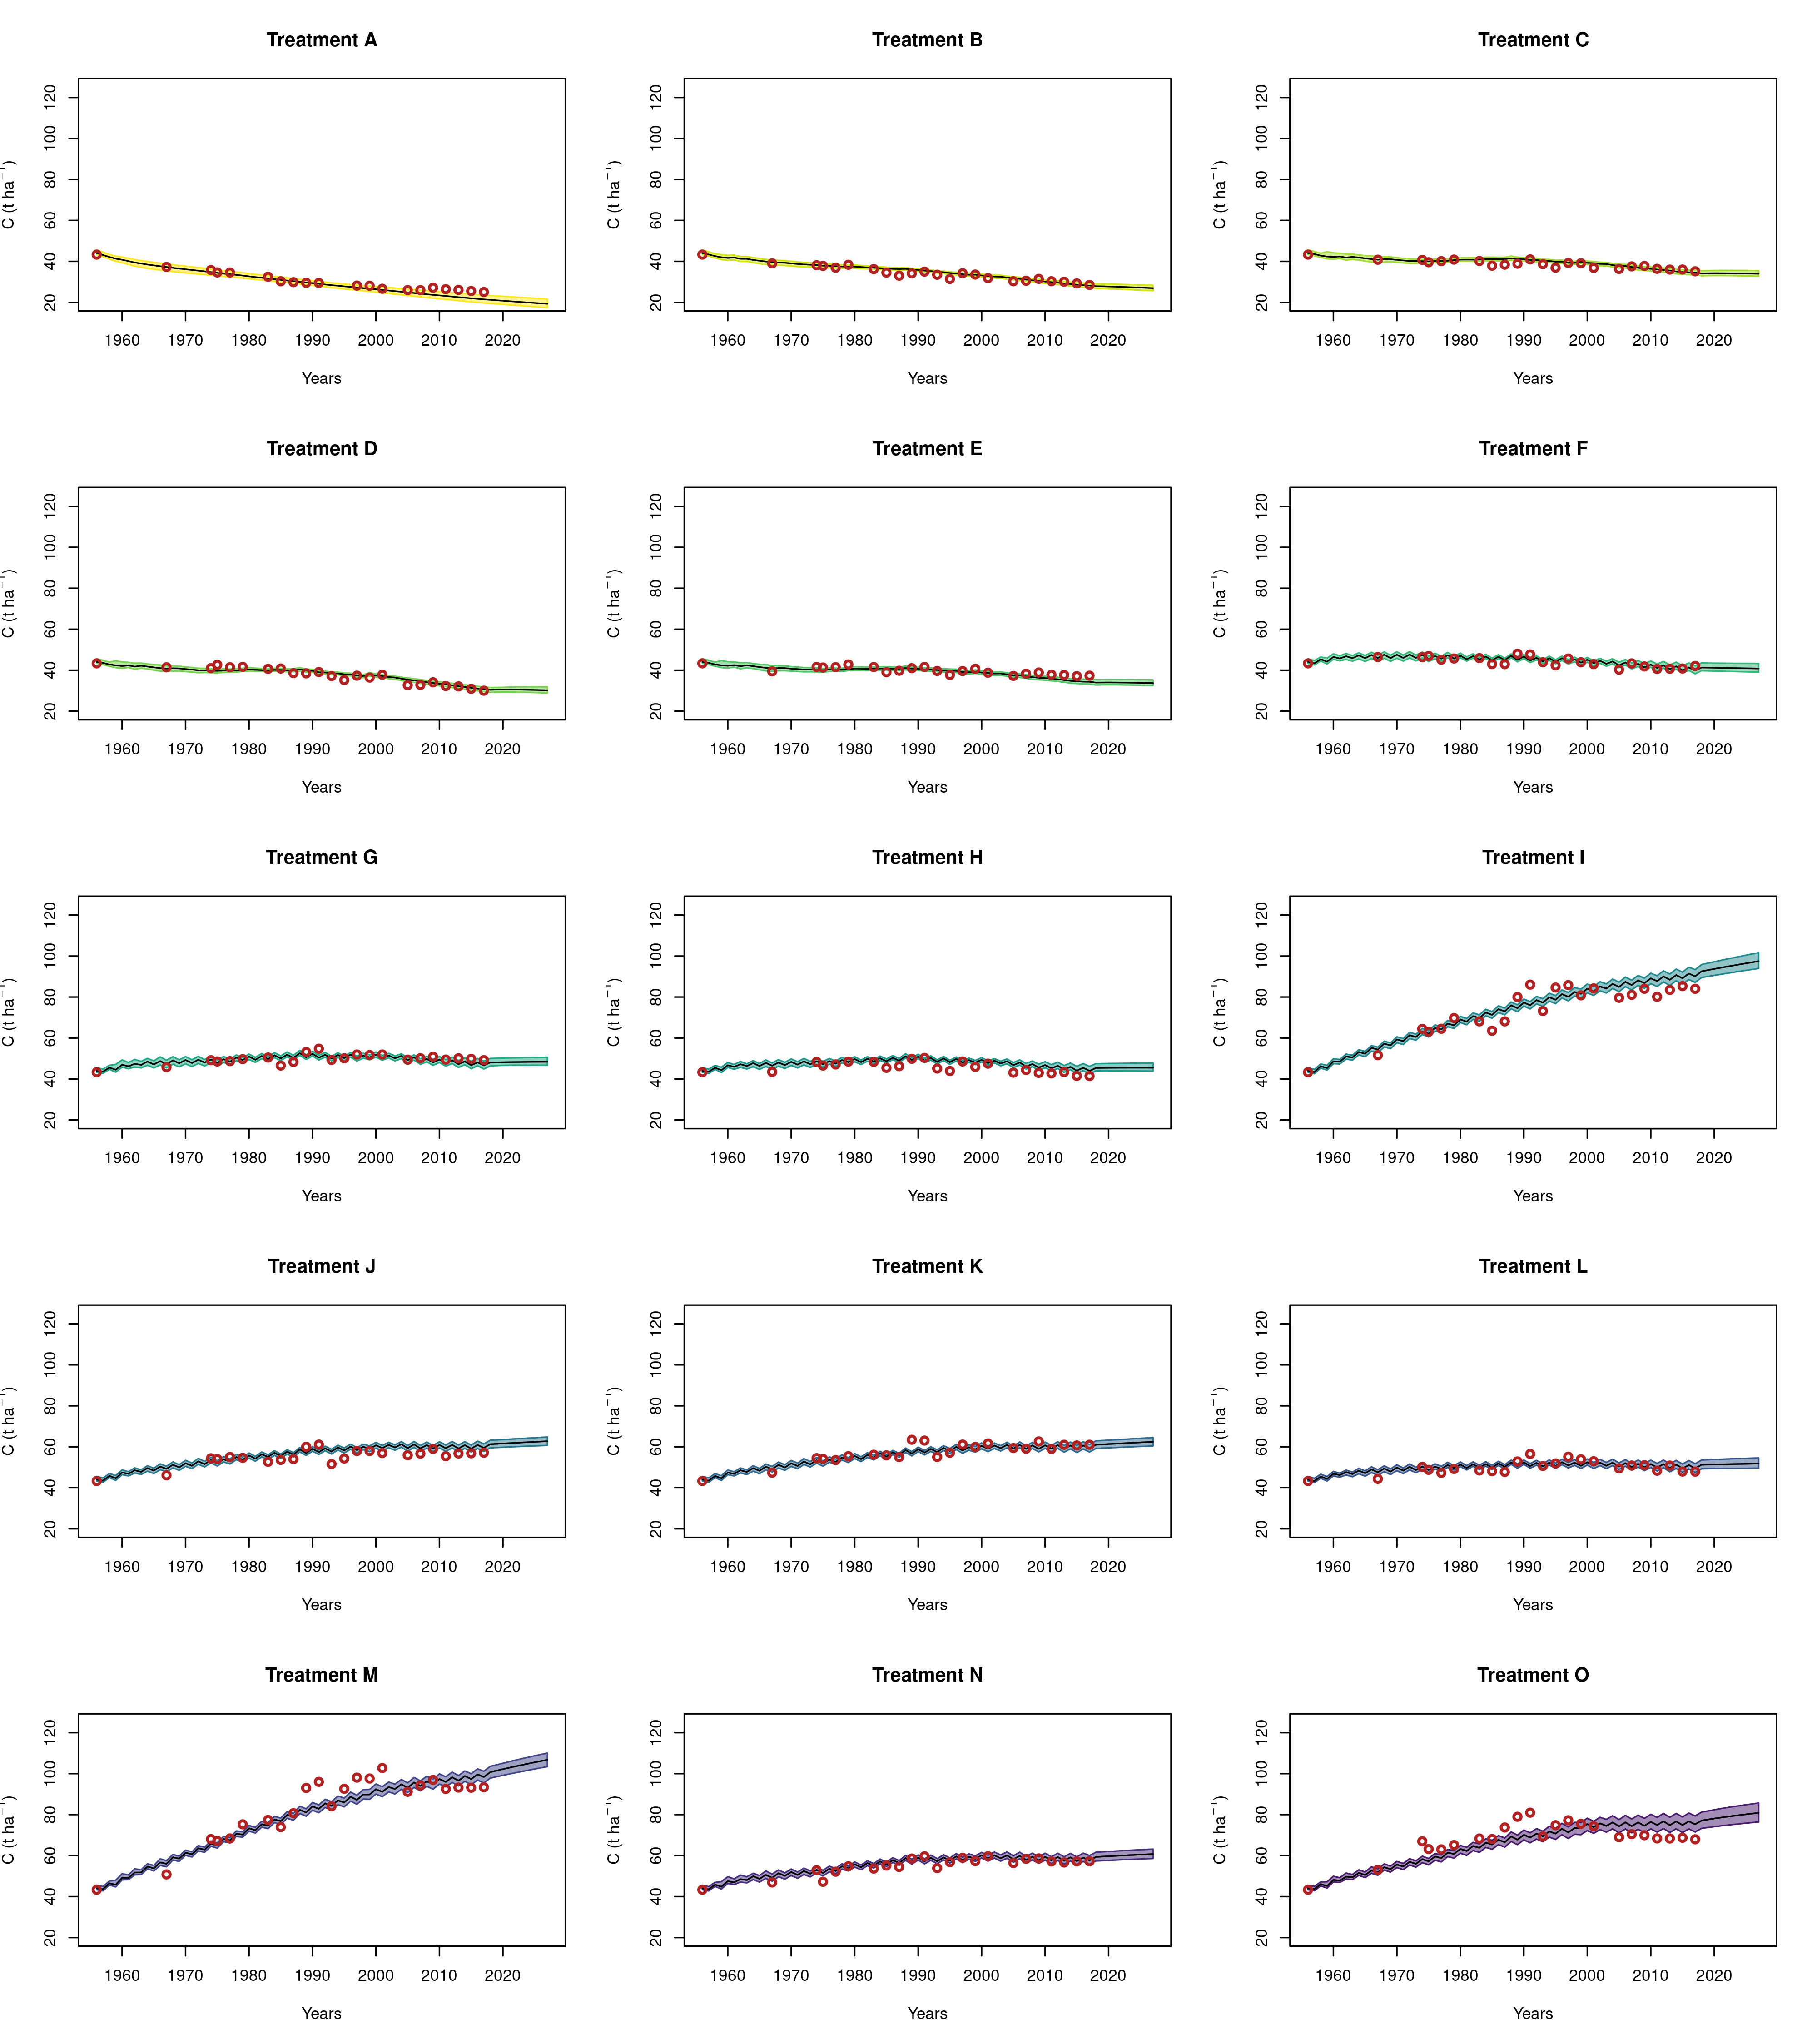 Treatment A
Treatment B
Treatment C
C (t ha⁻¹)
20 40 60 80 100 120
C (t ha⁻¹)
20 40 60 80 100 120
C (t ha⁻¹)
20 40 60 80 100 120
1960 1970 1980 1990 2000 2010 2020
1960 1970 1980 1990 2000 2010 2020
1960 1970 1980 1990 2000 2010 2020
Years
Years
Years
Treatment D
Treatment E
Treatment F
C (t ha⁻¹)
20 40 60 80 100 120
C (t ha⁻¹)
20 40 60 80 100 120
C (t ha⁻¹)
20 40 60 80 100 120
1960 1970 1980 1990 2000 2010 2020
1960 1970 1980 1990 2000 2010 2020
1960 1970 1980 1990 2000 2010 2020
Years
Years
Years
Treatment G
Treatment H
Treatment I
C (t ha⁻¹)
20 40 60 80 100 120
C (t ha⁻¹)
20 40 60 80 100 120
C (t ha⁻¹)
20 40 60 80 100 120
1960 1970 1980 1990 2000 2010 2020
1960 1970 1980 1990 2000 2010 2020
1960 1970 1980 1990 2000 2010 2020
Years
Years
Years
Treatment J
Treatment K
Treatment L
C (t ha⁻¹)
20 40 60 80 100 120
C (t ha⁻¹)
20 40 60 80 100 120
C (t ha⁻¹)
20 40 60 80 100 120
1960 1970 1980 1990 2000 2010 2020
1960 1970 1980 1990 2000 2010 2020
1960 1970 1980 1990 2000 2010 2020
Years
Years
Years
Treatment M
Treatment N
Treatment O
C (t ha⁻¹)
20 40 60 80 100 120
C (t ha⁻¹)
20 40 60 80 100 120
C (t ha⁻¹)
20 40 60 80 100 120
1960 1970 1980 1990 2000 2010 2020
1960 1970 1980 1990 2000 2010 2020
1960 1970 1980 1990 2000 2010 2020
Years
Years
Years